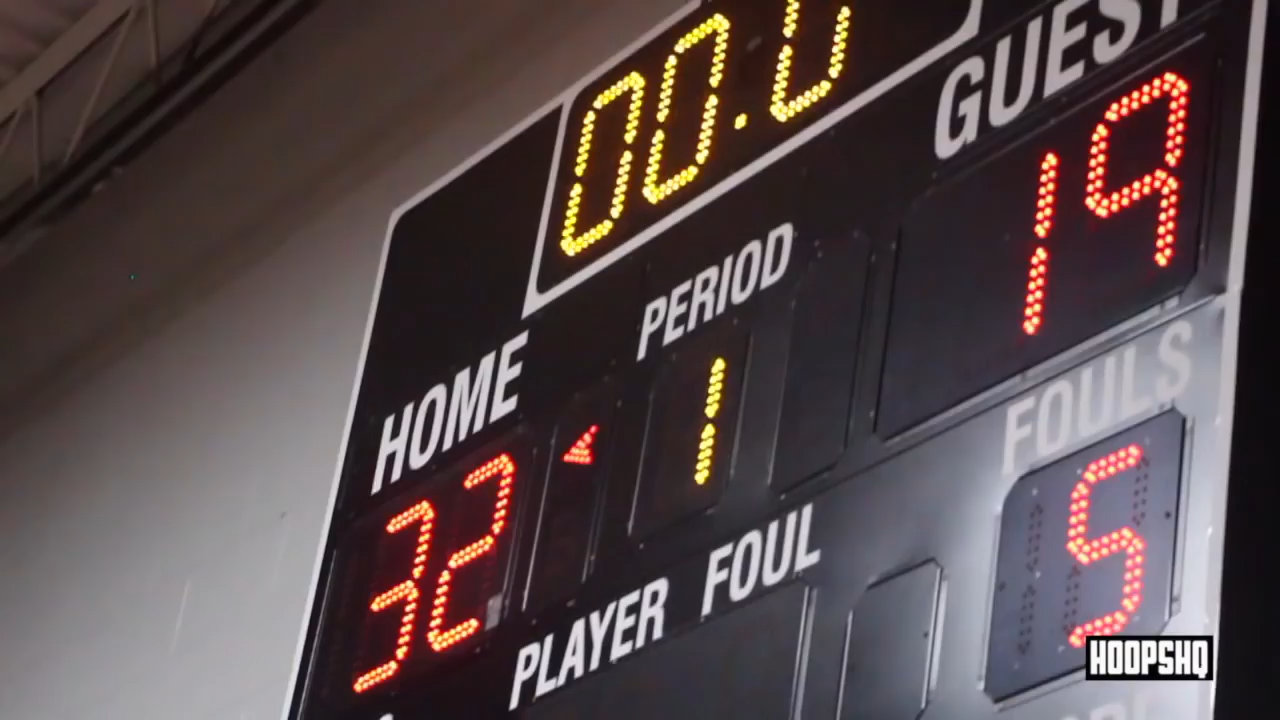 00.0
GUEST
19
PERIOD
1
HOME
32
FOULS
5
PLAYER FOUL
HOOPSHQ